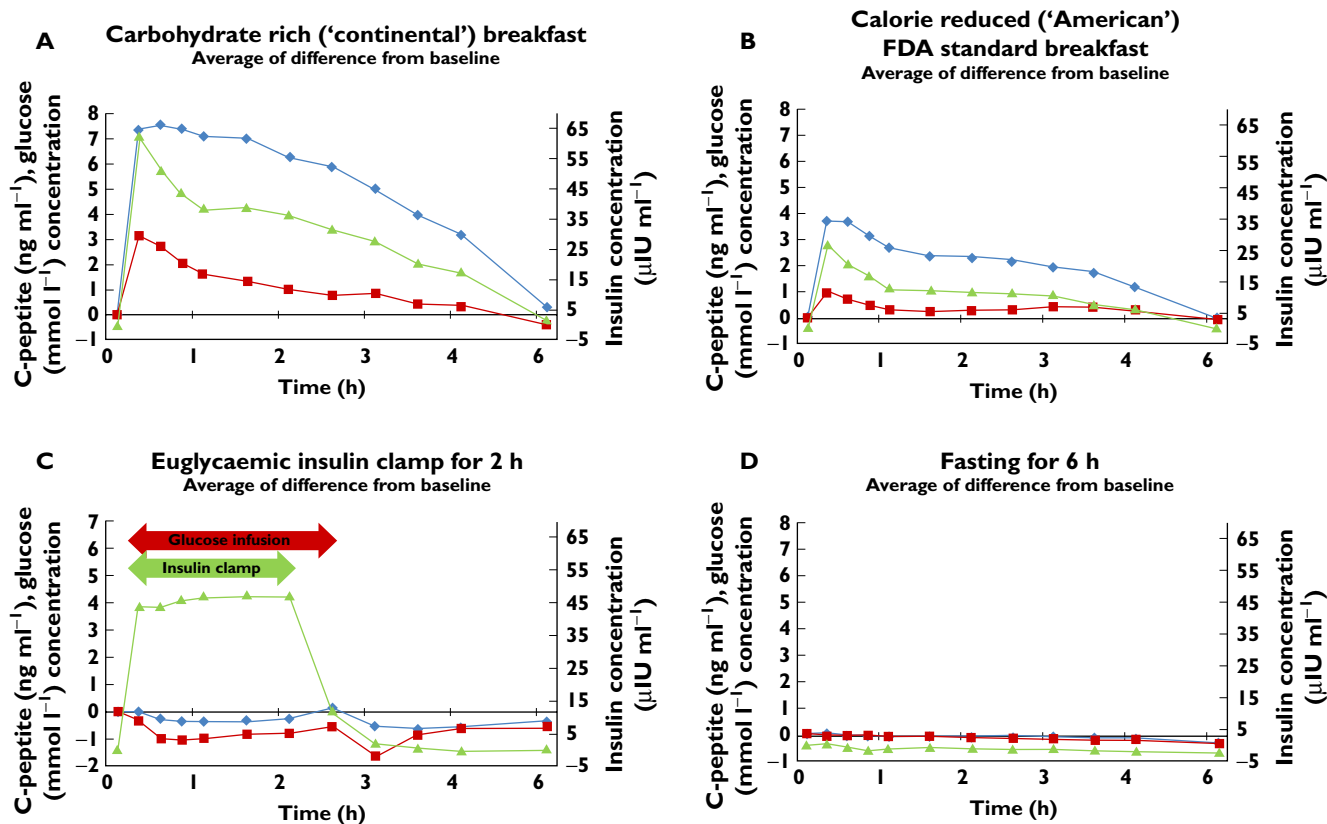 A
Carbohydrate rich (‘continental’) breakfast
Average of difference from baseline
C-peptite (ng ml⁻¹), glucose
(mmol l⁻¹) concentration
8
7
6
5
4
3
2
1
0
−1
0
1
2
3
4
5
6
Time (h)
65
55
45
35
25
15
5
−5
Insulin concentration
(μIU ml⁻¹)
B
Calorie reduced (‘American’)
FDA standard breakfast
Average of difference from baseline
C-peptite (ng ml⁻¹), glucose
(mmol l⁻¹) concentration
8
7
6
5
4
3
2
1
0
−1
0
1
2
3
4
5
6
Time (h)
65
55
45
35
25
15
5
−5
Insulin concentration
(μIU ml⁻¹)
C
Euglycaemic insulin clamp for 2 h
Average of difference from baseline
C-peptite (ng ml⁻¹), glucose
(mmol l⁻¹) concentration
7
6
5
4
3
2
1
0
−1
−2
Glucose infusion
Insulin clamp
0
1
2
3
4
5
6
Time (h)
65
55
45
35
25
15
5
−5
Insulin concentration
(μIU ml⁻¹)
D
Fasting for 6 h
Average of difference from baseline
C-peptite (ng ml⁻¹), glucose
(mmol l⁻¹) concentration
8
7
6
5
4
3
2
1
0
−1
0
1
2
3
4
5
6
Time (h)
65
55
45
35
25
15
5
−5
Insulin concentration
(μIU ml⁻¹)